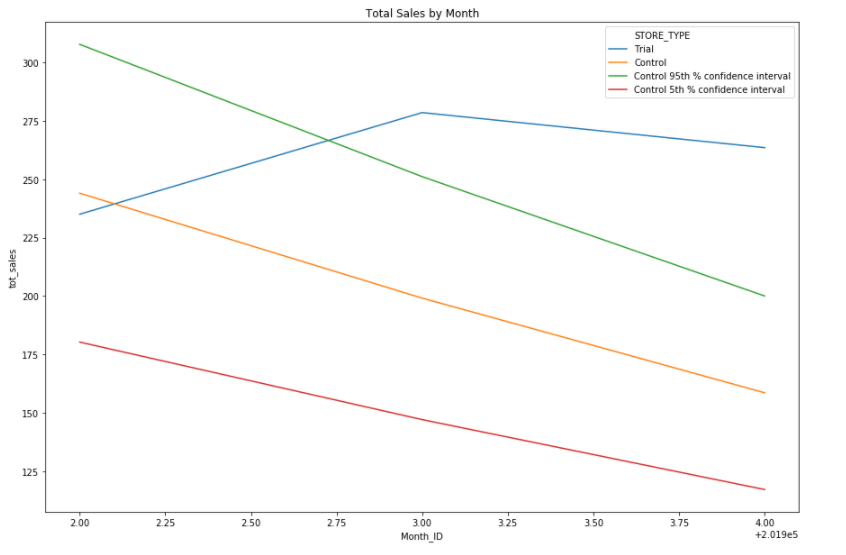 Total Sales by Month
STORE_TYPE
Trial
Control
Control 95th % confidence interval
Control 5th % confidence interval
300
275
250
225
200
175
150
125
tot_sales
2.00 2.25 2.50 2.75 3.00 3.25 3.50 3.75 4.00
+2.019e5
Month_ID